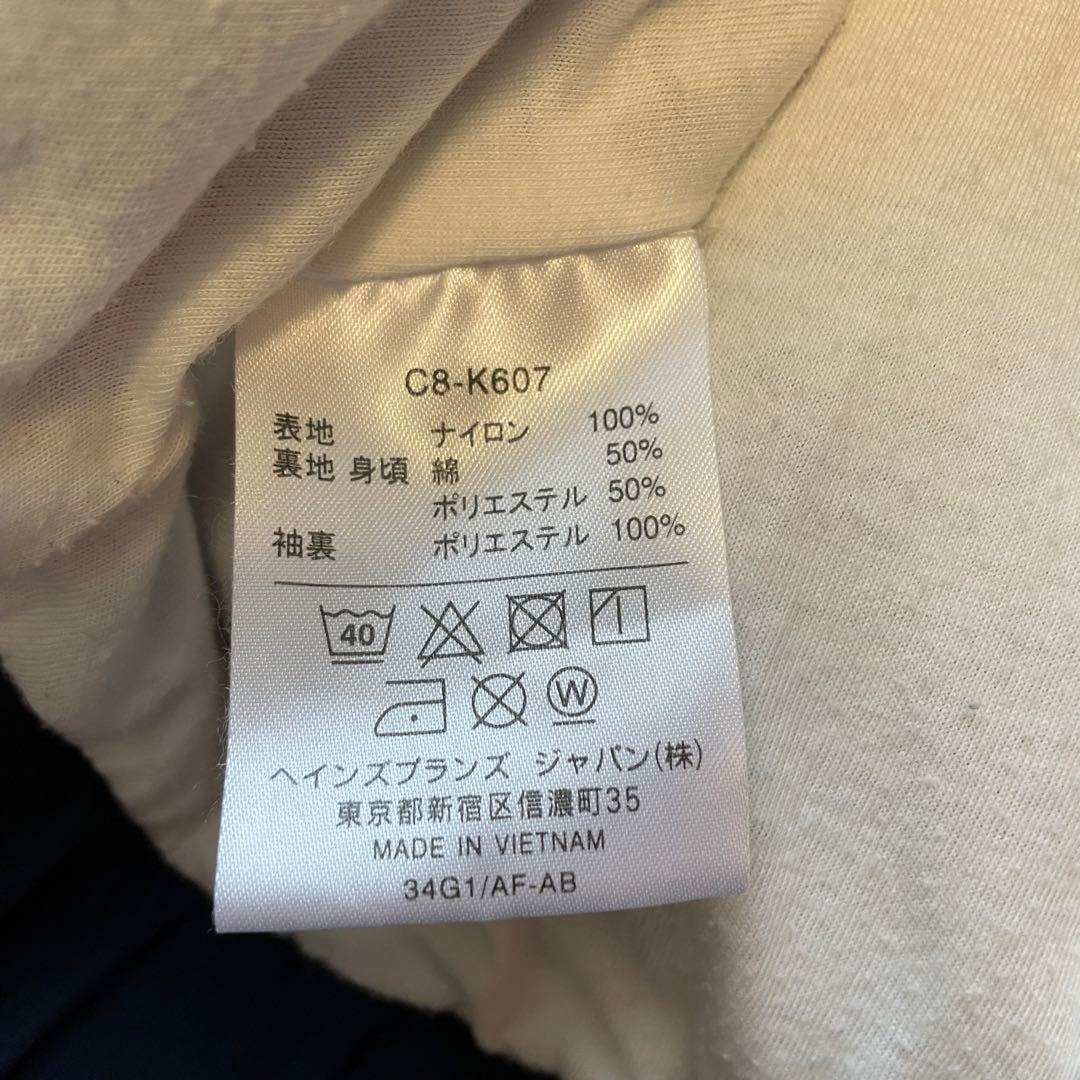 C8-K607
表地 ナイロン 100%
裏地 身頃 綿 50%
ポリエステル 50%
袖裏 ポリエステル 100%
40
W
ヘインズブランズ ジャパン(株)
東京都新宿区信濃町35
MADE IN VIETNAM
34G1/AF-AB